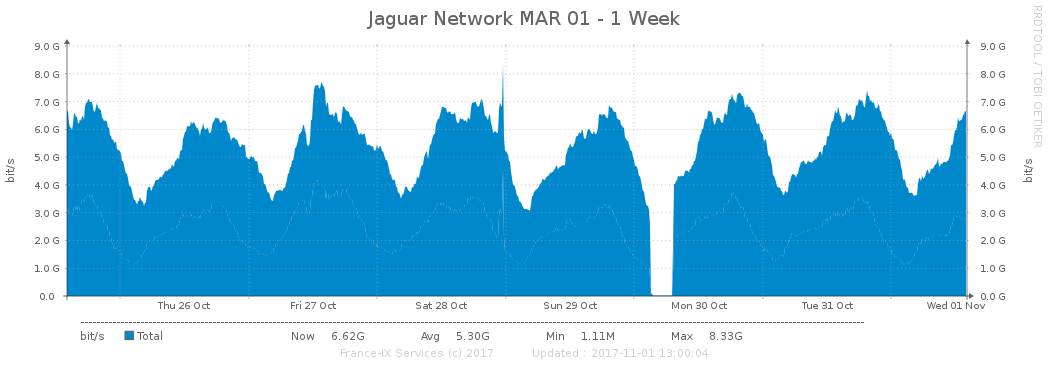 Jaguar Network MAR 01 - 1 Week
RRDTOOL / TOBI OETIKER
9.0 G 9.0 G
8.0 G 8.0 G
7.0 G 7.0 G
6.0 G 6.0 G
5.0 G 5.0 G
4.0 G 4.0 G
3.0 G 3.0 G
2.0 G 2.0 G
1.0 G 1.0 G
0.0 0.0 G
bit/s bit/s
Thu 26 Oct Fri 27 Oct Sat 28 Oct Sun 29 Oct Mon 30 Oct Tue 31 Oct Wed 01 Nov
bit/s Total Now 6.62G Avg 5.30G Min 1.11M Max 8.33G
France-IX Services (c) 2017 Updated : 2017-11-01 13:00:04